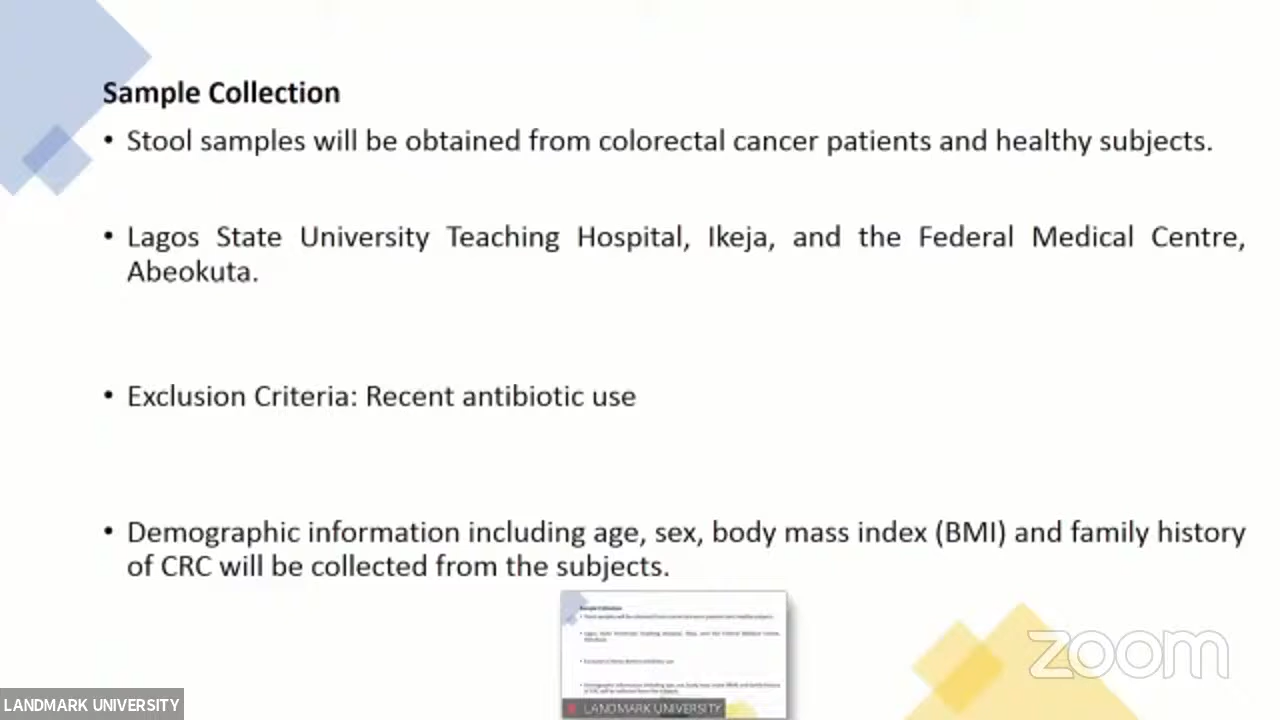 Sample Collection
• Stool samples will be obtained from colorectal cancer patients and healthy subjects.
• Lagos State University Teaching Hospital, Ikeja, and the Federal Medical Centre,
Abeokuta.
• Exclusion Criteria: Recent antibiotic use
• Demographic information including age, sex, body mass index (BMI) and family history
of CRC will be collected from the subjects.
zoom
LANDMARK UNIVERSITY
LANDMARK UNIVERSITY